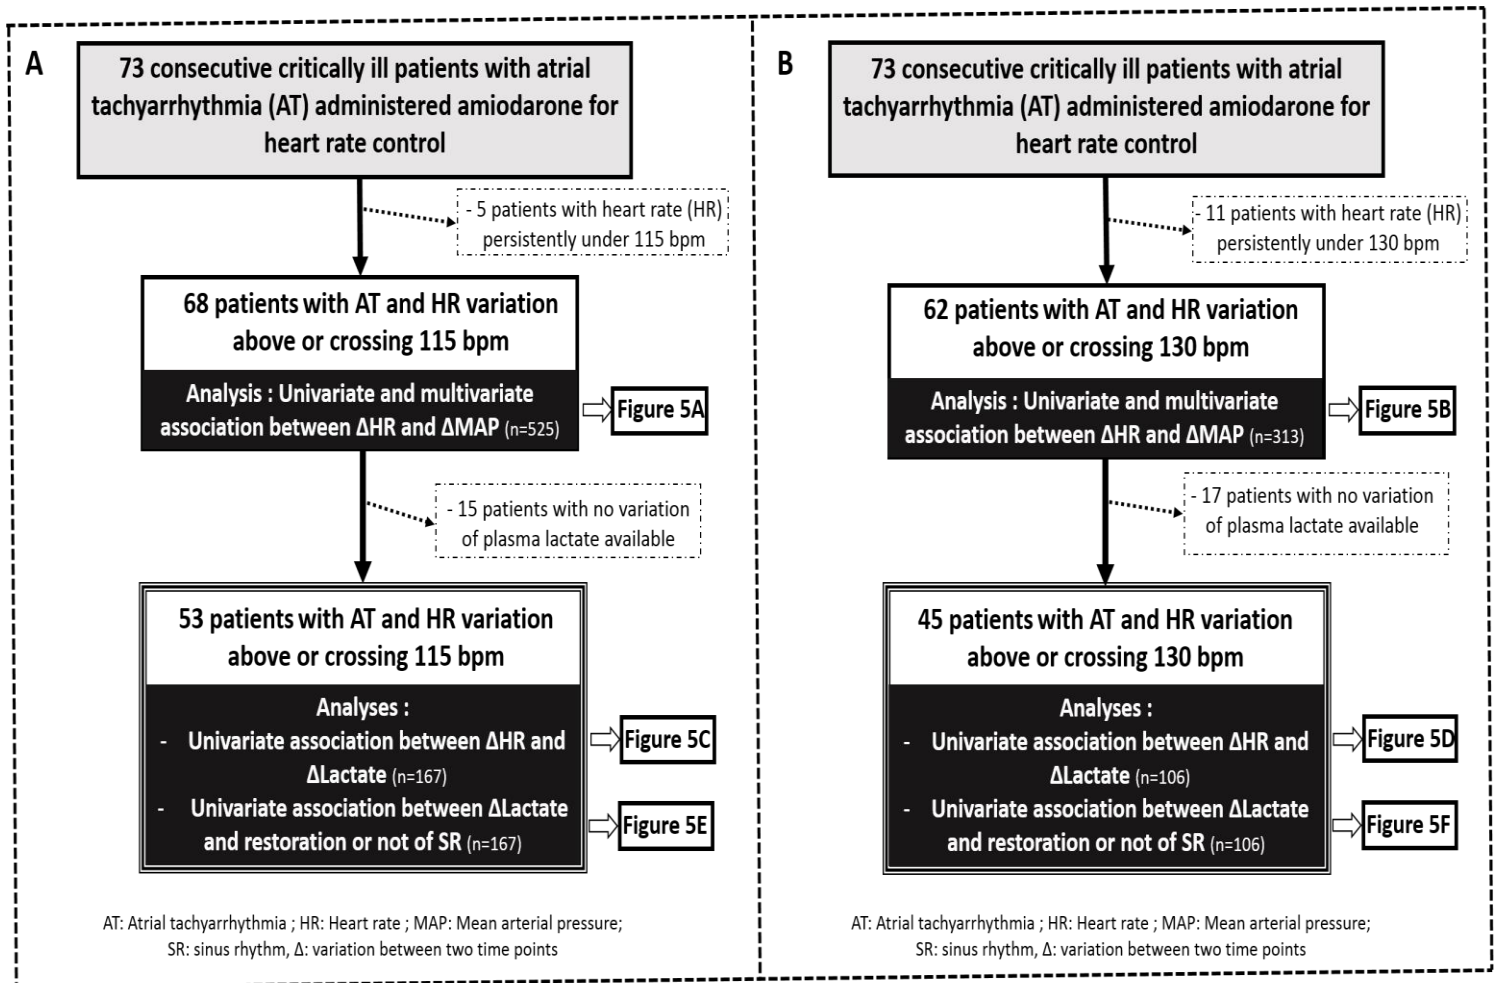 A
73 consecutive critically ill patients with atrial
tachyarrhythmia (AT) administered amiodarone for
heart rate control
- 5 patients with heart rate (HR)
persistently under 115 bpm
68 patients with AT and HR variation
above or crossing 115 bpm
Analysis : Univariate and multivariate
association between ΔHR and ΔMAP (n=525)
Figure 5A
- 15 patients with no variation
of plasma lactate available
53 patients with AT and HR variation
above or crossing 115 bpm
Analyses :
- Univariate association between ΔHR and
ΔLactate (n=167)
- Univariate association between ΔLactate
and restoration or not of SR (n=167)
Figure 5C
Figure 5E
AT: Atrial tachyarrhythmia ; HR: Heart rate ; MAP: Mean arterial pressure;
SR: sinus rhythm, Δ: variation between two time points
B
73 consecutive critically ill patients with atrial
tachyarrhythmia (AT) administered amiodarone for
heart rate control
- 11 patients with heart rate (HR)
persistently under 130 bpm
62 patients with AT and HR variation
above or crossing 130 bpm
Analysis : Univariate and multivariate
association between ΔHR and ΔMAP (n=313)
Figure 5B
- 17 patients with no variation
of plasma lactate available
45 patients with AT and HR variation
above or crossing 130 bpm
Analyses :
- Univariate association between ΔHR and
ΔLactate (n=106)
- Univariate association between ΔLactate
and restoration or not of SR (n=106)
Figure 5D
Figure 5F
AT: Atrial tachyarrhythmia ; HR: Heart rate ; MAP: Mean arterial pressure;
SR: sinus rhythm, Δ: variation between two time points